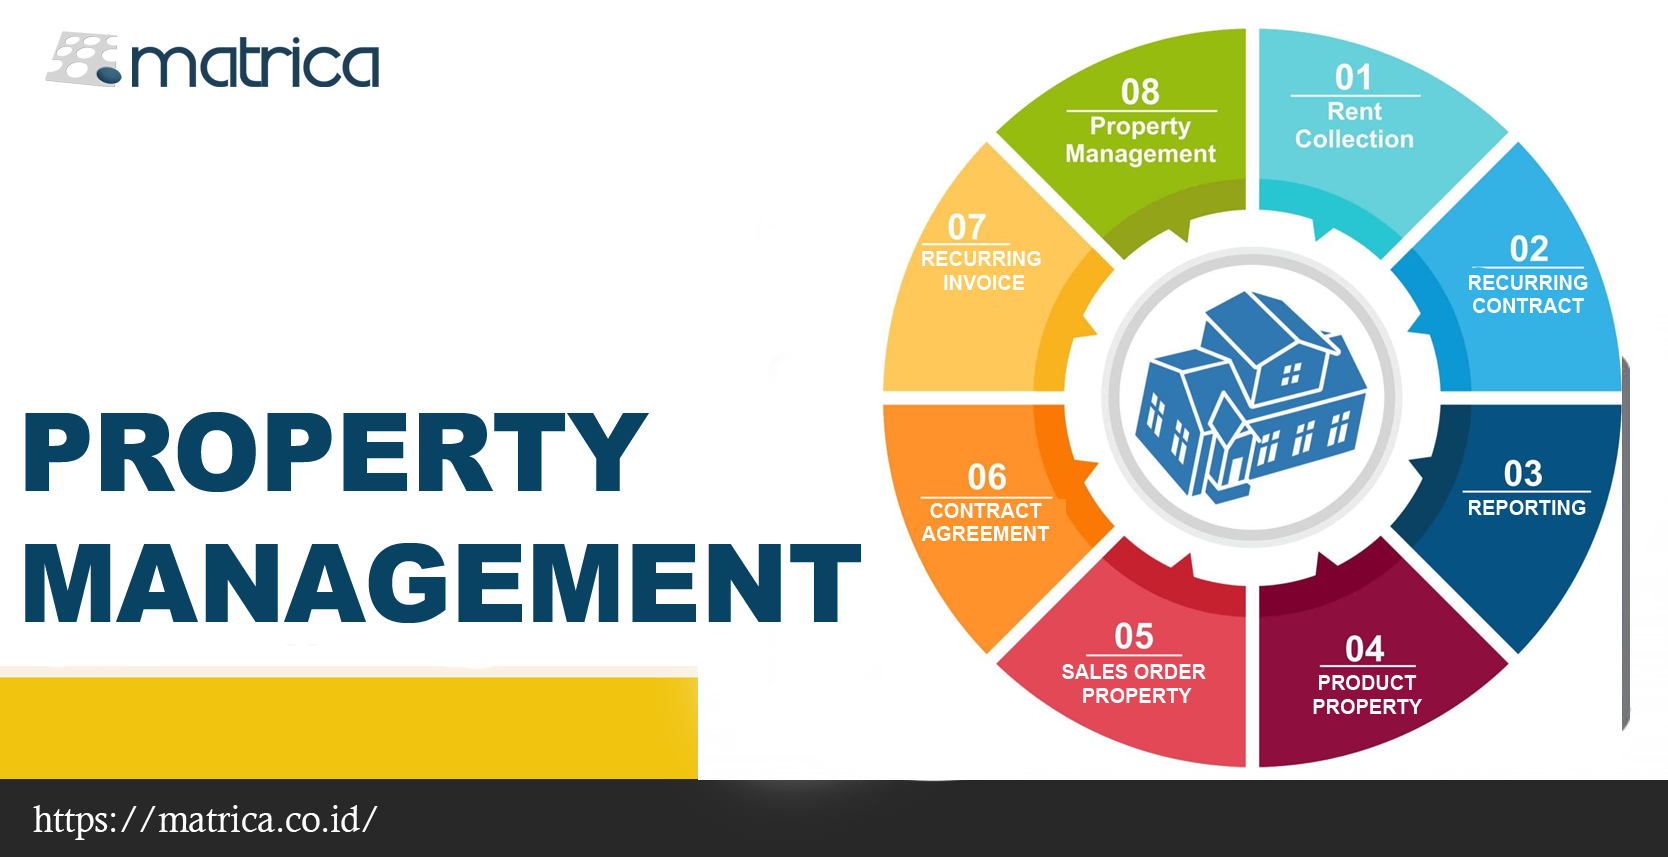 matrica
PROPERTY
MANAGEMENT
01
Rent
Collection
02
RECURRING
CONTRACT
03
REPORTING
04
PRODUCT
PROPERTY
05
SALES ORDER
PROPERTY
06
CONTRACT
AGREEMENT
07
RECURRING
INVOICE
08
Property
Management
https://matrica.co.id/